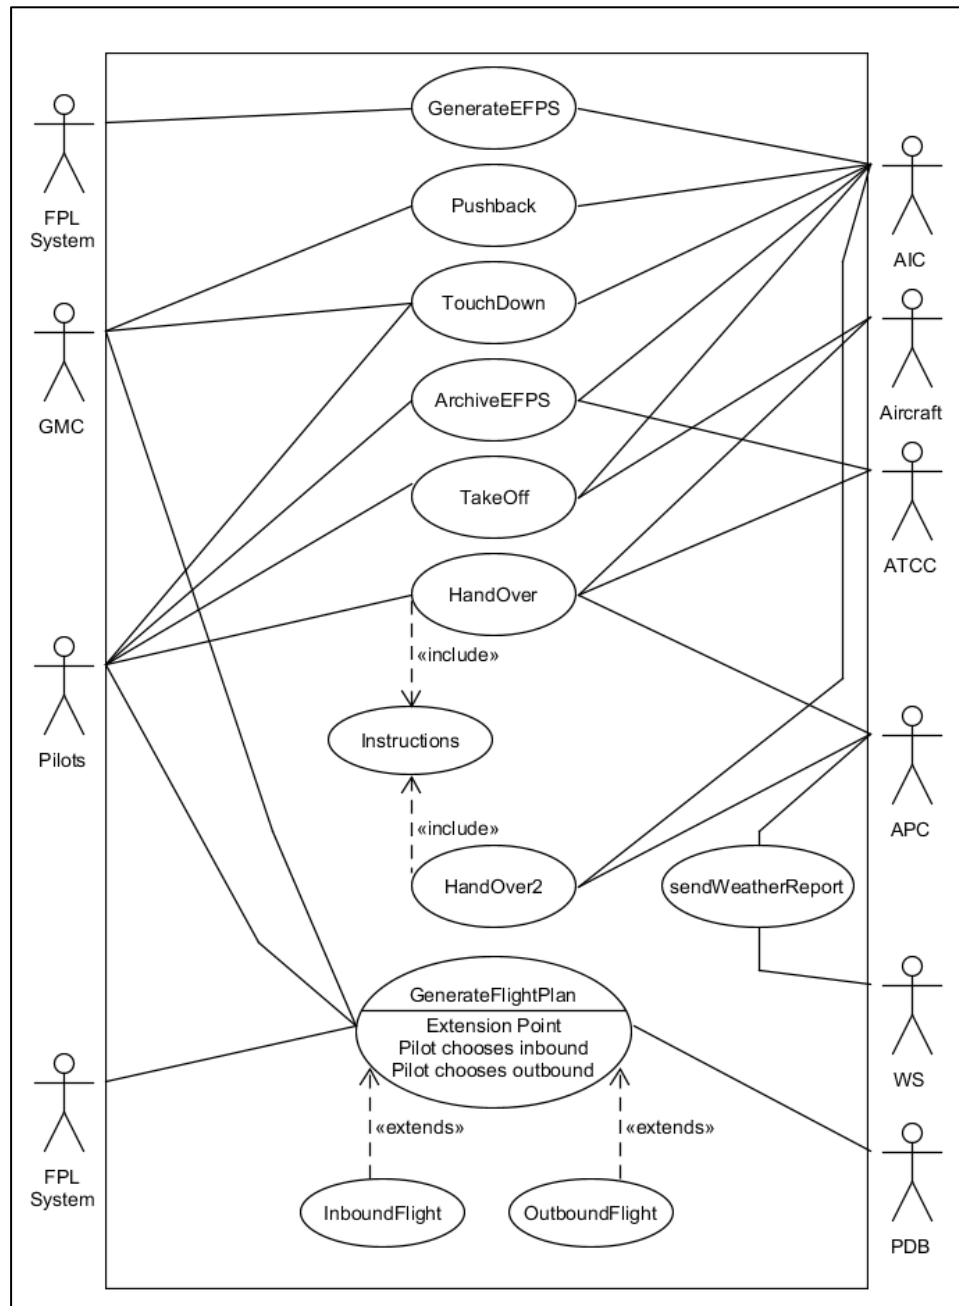 GenerateEFPS
FPL
System
Pushback
AIC
TouchDown
GMC
ArchiveEFPS
Aircraft
TakeOff
ATCC
HandOver
«include»
Pilots
Instructions
«include»
APC
HandOver2
sendWeatherReport
GenerateFlightPlan
Extension Point
Pilot chooses inbound
Pilot chooses outbound
WS
«extends»
«extends»
FPL
System
InboundFlight
OutboundFlight
PDB